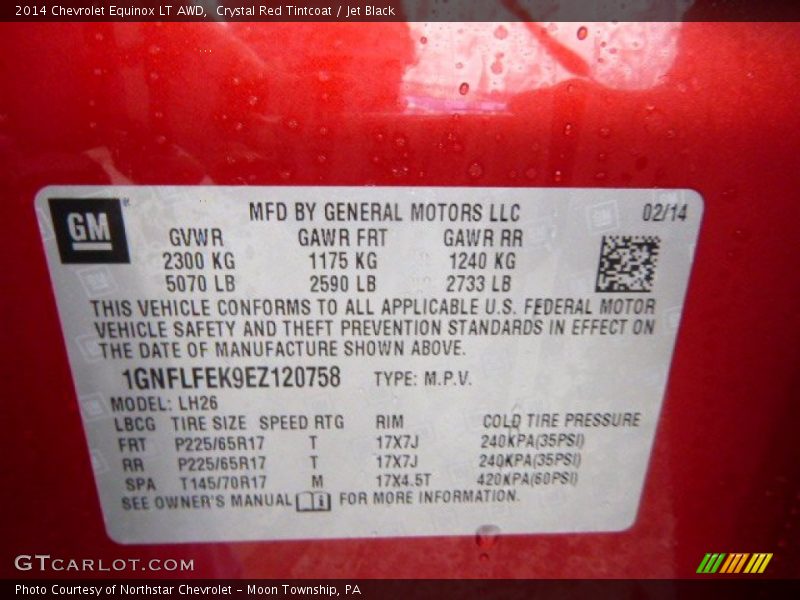 2014 Chevrolet Equinox LT AWD, Crystal Red Tintcoat / Jet Black
GM®
MFD BY GENERAL MOTORS LLC 02/14
GVWR GAWR FRT GAWR RR
2300 KG 1175 KG 1240 KG
5070 LB 2590 LB 2733 LB
THIS VEHICLE CONFORMS TO ALL APPLICABLE U.S. FEDERAL MOTOR
VEHICLE SAFETY AND THEFT PREVENTION STANDARDS IN EFFECT ON
THE DATE OF MANUFACTURE SHOWN ABOVE.
1GNFLFEK9EZ120758 TYPE: M.P.V.
MODEL: LH26
LBCG TIRE SIZE SPEED RTG RIM COLD TIRE PRESSURE
FRT P225/65R17 T 17X7J 240KPA(35PSI)
RR P225/65R17 T 17X7J 240KPA(35PSI)
SPA T145/70R17 M 17X4.5T 420KPA(60PSI)
SEE OWNER'S MANUAL i FOR MORE INFORMATION.
GTCARLOT.COM
Photo Courtesy of Northstar Chevrolet - Moon Township, PA